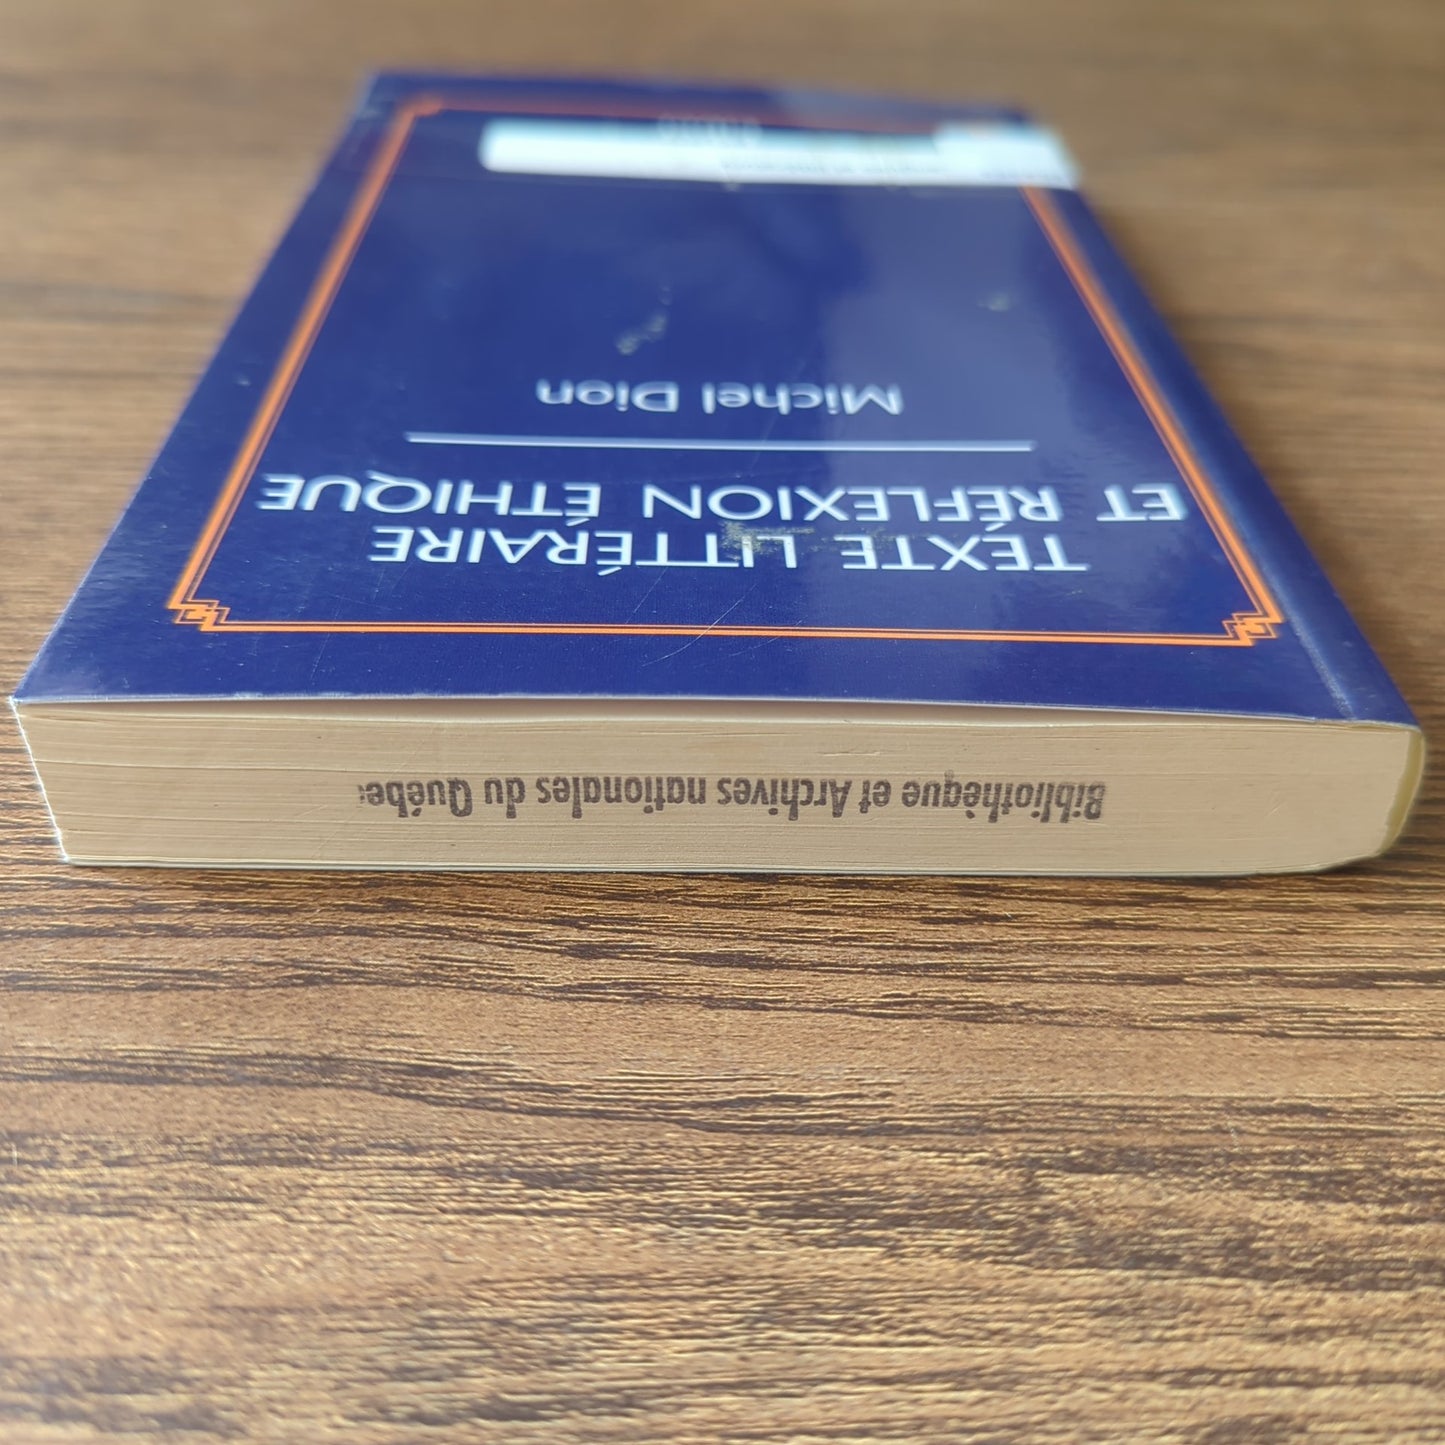 TEXTE LITTÉRAIRE
ET RÉFLEXION ÉTHIQUE
Michel Dion
Bibliothèque et Archives nationales du Québe